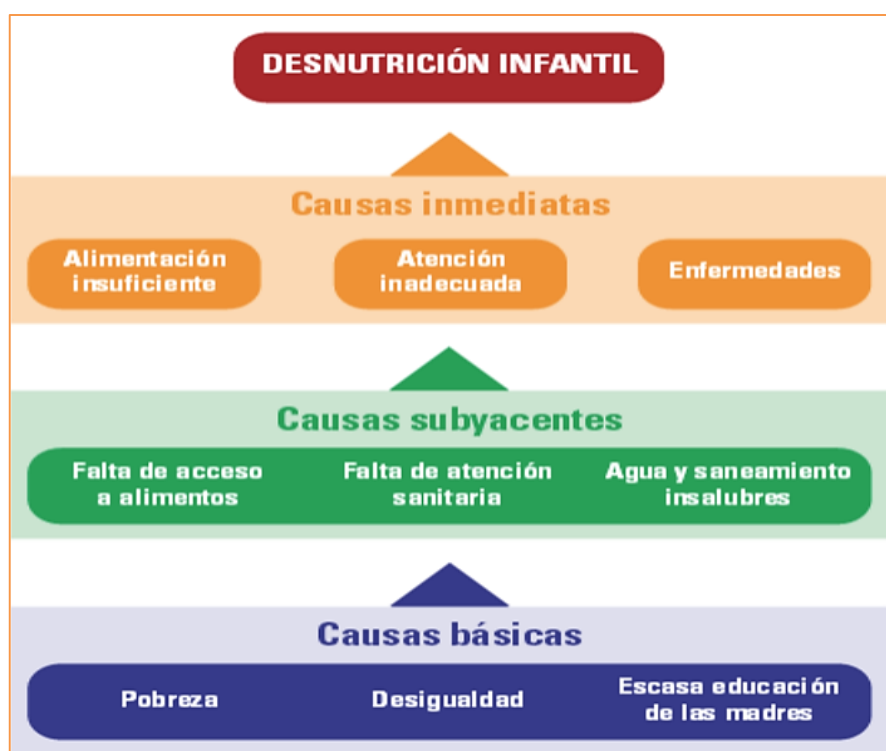 DESNUTRICIÓN INFANTIL
Causas inmediatas
Alimentación
insuficiente
Atención
inadecuada
Enfermedades
Causas subyacentes
Falta de acceso
a alimentos
Falta de atención
sanitaria
Agua y saneamiento
insalubres
Causas básicas
Pobreza
Desigualdad
Escasa educación
de las madres